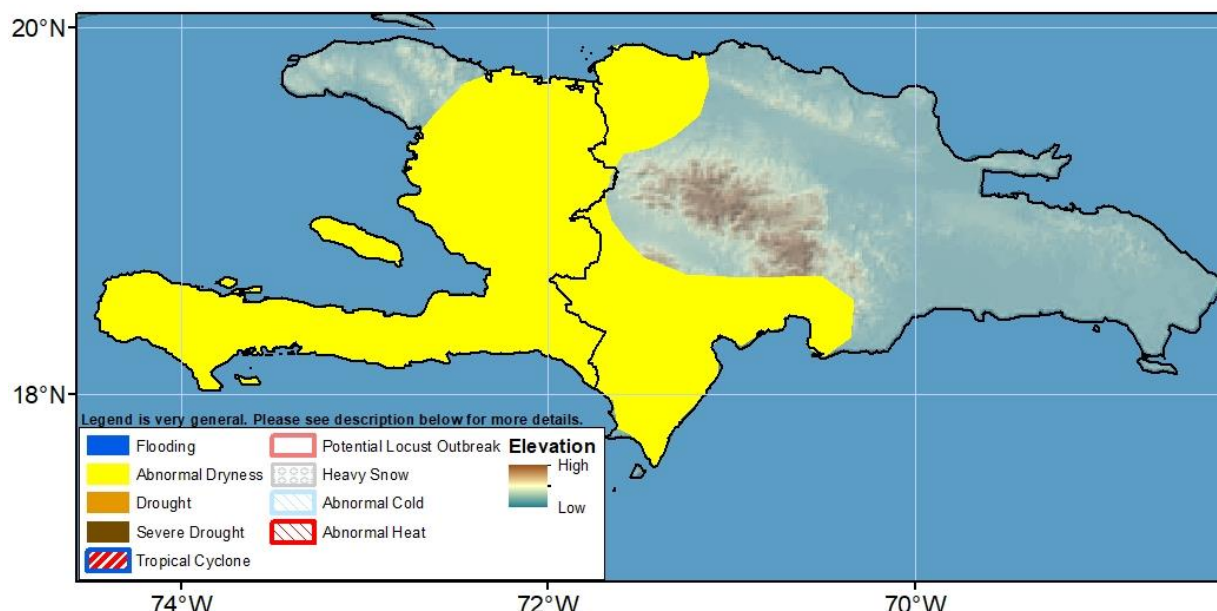 20°N
18°N
Legend is very general. Please see description below for more details.
Flooding
Abnormal Dryness
Drought
Severe Drought
Tropical Cyclone
Potential Locust Outbreak
Heavy Snow
Abnormal Cold
Abnormal Heat
Elevation
High
Low
74°W
72°W
70°W